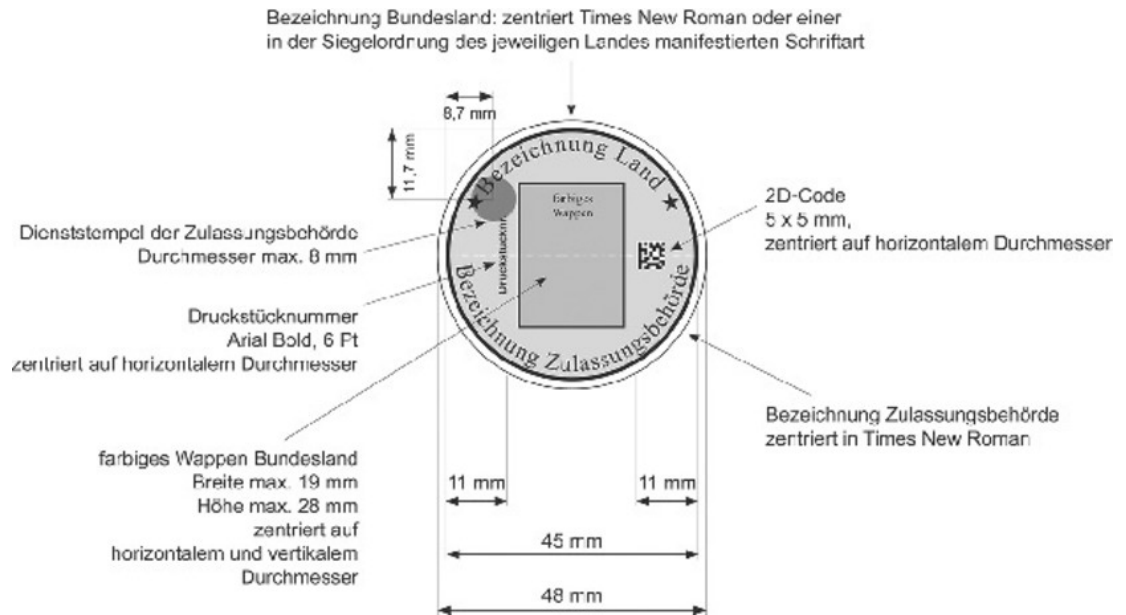 Bezeichnung Bundesland: zentriert Times New Roman oder einer
in der Siegelordnung des jeweiligen Landes manifestierten Schriftart
8,7 mm
11,7 mm
Bezeichnung Land
farbiges
Wappen
Druckstücknr
Bezeichnung Zulassungsbehörde
2D-Code
5 x 5 mm,
zentriert auf horizontalem Durchmesser
Dienststempel der Zulassungsbehörde
Durchmesser max. 8 mm
Druckstücknummer
Arial Bold, 6 Pt
zentriert auf horizontalem Durchmesser
Bezeichnung Zulassungsbehörde
zentriert in Times New Roman
farbiges Wappen Bundesland
Breite max. 19 mm
Höhe max. 28 mm
zentriert auf
horizontalem und vertikalem
Durchmesser
11 mm
11 mm
45 mm
48 mm